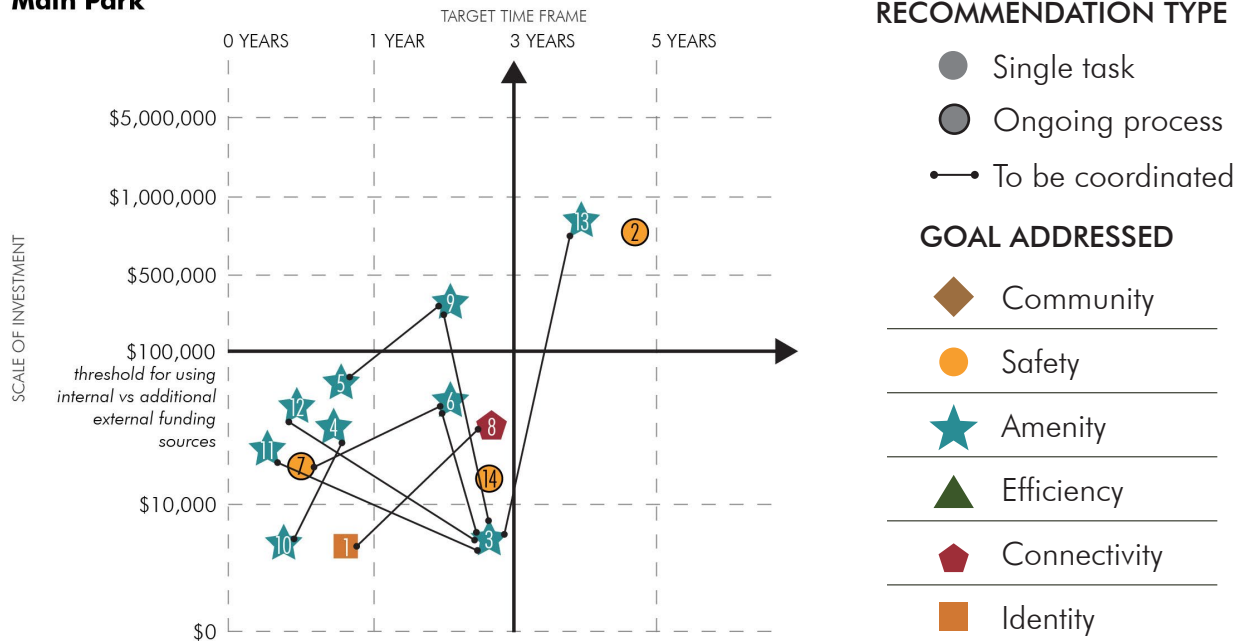 Main Park
TARGET TIME FRAME
0 YEARS
1 YEAR
3 YEARS
5 YEARS
SCALE OF INVESTMENT
$5,000,000
$1,000,000
$500,000
$100,000
threshold for using
internal vs additional
external funding
sources
$10,000
$0
13
2
9
5
12
6
4
8
11
7
14
10
1
3
RECOMMENDATION TYPE
Single task
Ongoing process
To be coordinated
GOAL ADDRESSED
Community
Safety
Amenity
Efficiency
Connectivity
Identity